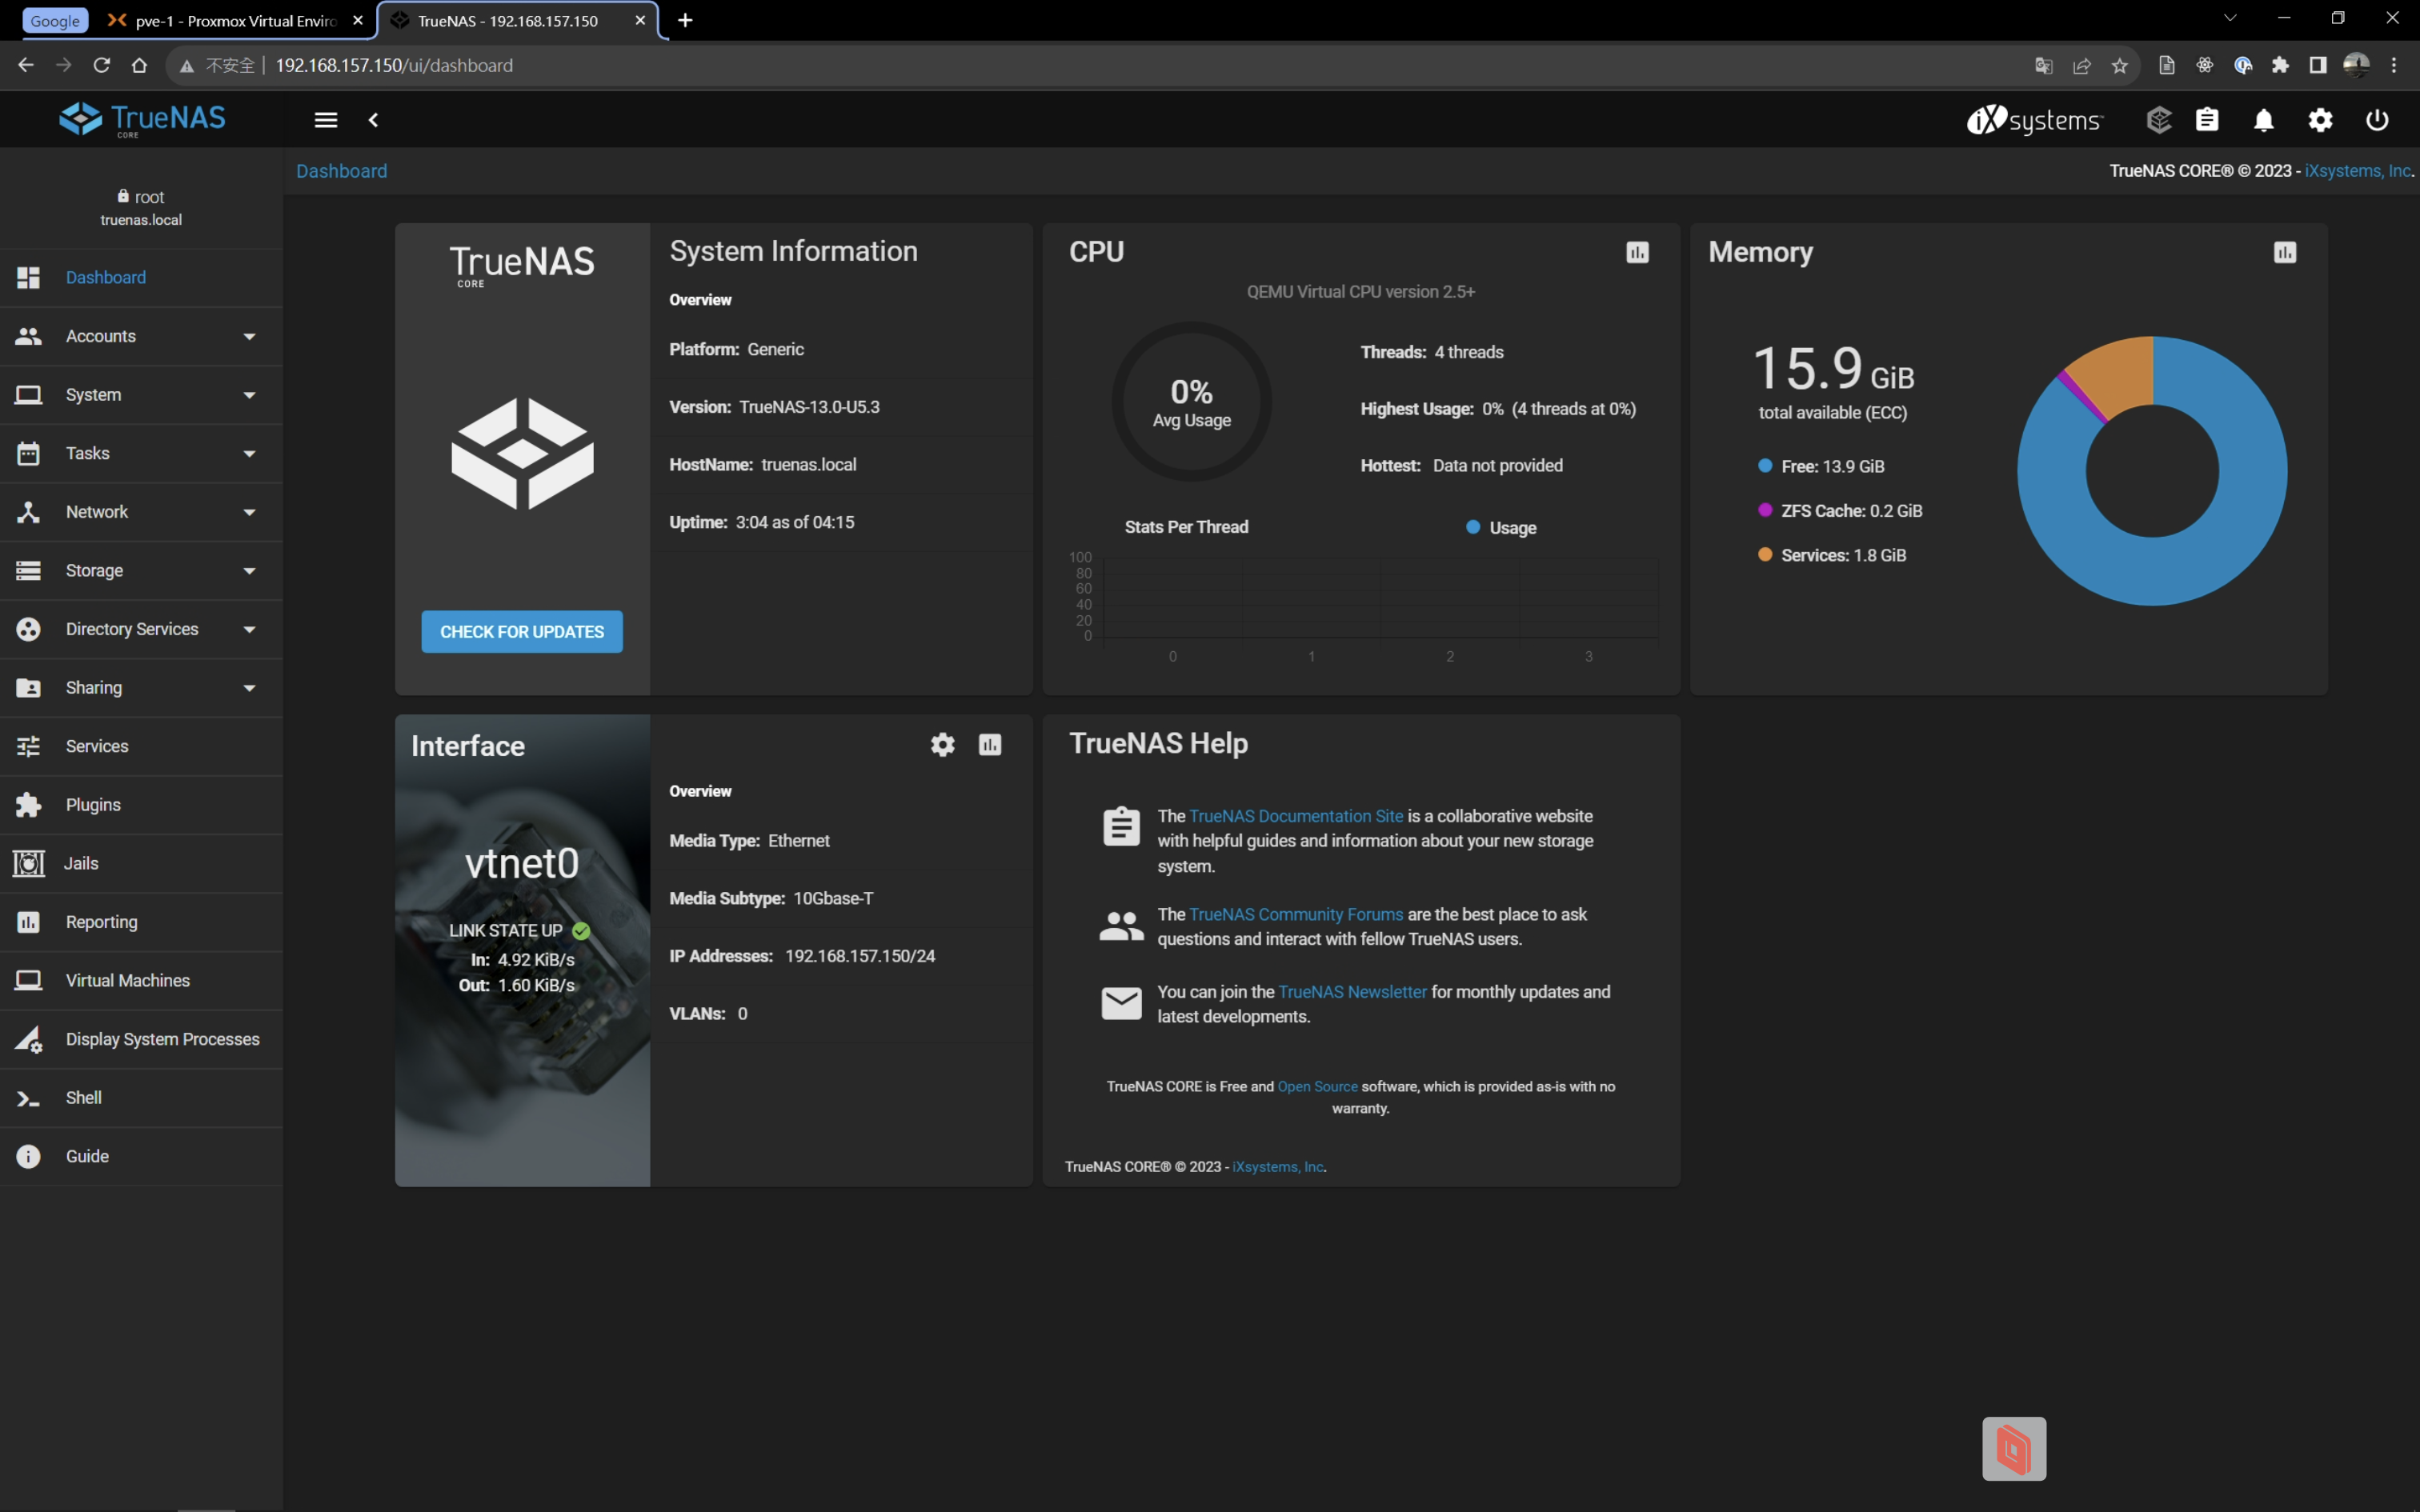 Google
pve-1 - Proxmox Virtual Enviro
TrueNAS - 192.168.157.150
不安全
192.168.157.150/ui/dashboard
TrueNAS
CORE
iXsystems™
Dashboard
TrueNAS CORE® © 2023 - iXsystems, Inc.
root
truenas.local
Dashboard
Accounts
System
Tasks
Network
Storage
Directory Services
Sharing
Services
Plugins
Jails
Reporting
Virtual Machines
Display System Processes
Shell
Guide
TrueNAS
CORE
CHECK FOR UPDATES
System Information
Overview
Platform: Generic
Version: TrueNAS-13.0-U5.3
HostName: truenas.local
Uptime: 3:04 as of 04:15
CPU
QEMU Virtual CPU version 2.5+
0%
Avg Usage
Threads: 4 threads
Highest Usage: 0% (4 threads at 0%)
Hottest: Data not provided
Stats Per Thread
Usage
100
80
60
40
20
0
0 1 2 3
Memory
15.9 GiB
total available (ECC)
Free: 13.9 GiB
ZFS Cache: 0.2 GiB
Services: 1.8 GiB
Interface
vtnet0
LINK STATE UP
In: 4.92 KiB/s
Out: 1.60 KiB/s
Overview
Media Type: Ethernet
Media Subtype: 10Gbase-T
IP Addresses: 192.168.157.150/24
VLANs: 0
TrueNAS Help
The TrueNAS Documentation Site is a collaborative website
with helpful guides and information about your new storage
system.
The TrueNAS Community Forums are the best place to ask
questions and interact with fellow TrueNAS users.
You can join the TrueNAS Newsletter for monthly updates and
latest developments.
TrueNAS CORE is Free and Open Source software, which is provided as-is with no
warranty.
TrueNAS CORE® © 2023 - iXsystems, Inc.